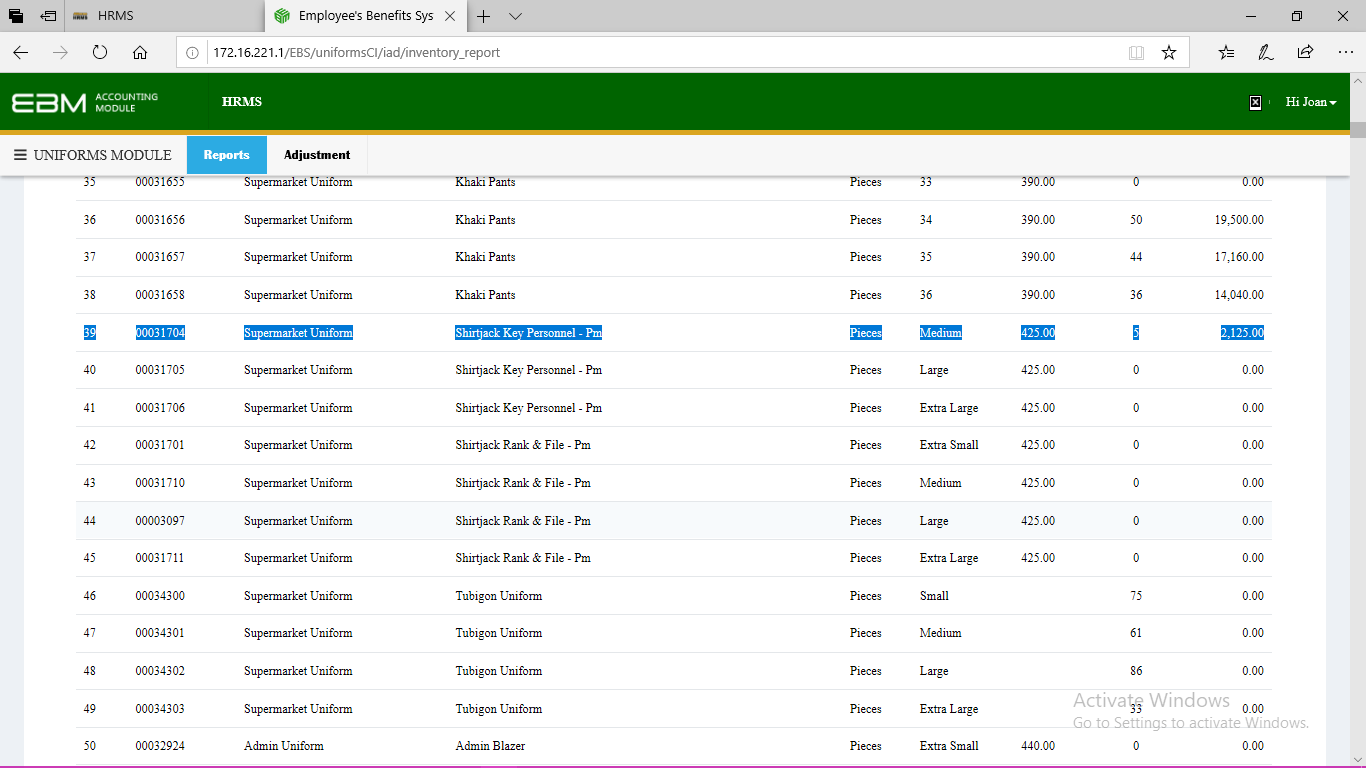 HRMS Employee's Benefits Sys
172.16.221.1/EBS/uniformsCI/iad/inventory_report
EBM ACCOUNTING MODULE HRMS Hi Joan
UNIFORMS MODULE Reports Adjustment
35 00031655 Supermarket Uniform Khaki Pants Pieces 33 390.00 0 0.00
36 00031656 Supermarket Uniform Khaki Pants Pieces 34 390.00 50 19,500.00
37 00031657 Supermarket Uniform Khaki Pants Pieces 35 390.00 44 17,160.00
38 00031658 Supermarket Uniform Khaki Pants Pieces 36 390.00 36 14,040.00
39 00031704 Supermarket Uniform Shirtjack Key Personnel - Pm Pieces Medium 425.00 5 2,125.00
40 00031705 Supermarket Uniform Shirtjack Key Personnel - Pm Pieces Large 425.00 0 0.00
41 00031706 Supermarket Uniform Shirtjack Key Personnel - Pm Pieces Extra Large 425.00 0 0.00
42 00031701 Supermarket Uniform Shirtjack Rank & File - Pm Pieces Extra Small 425.00 0 0.00
43 00031710 Supermarket Uniform Shirtjack Rank & File - Pm Pieces Medium 425.00 0 0.00
44 00003097 Supermarket Uniform Shirtjack Rank & File - Pm Pieces Large 425.00 0 0.00
45 00031711 Supermarket Uniform Shirtjack Rank & File - Pm Pieces Extra Large 425.00 0 0.00
46 00034300 Supermarket Uniform Tubigon Uniform Pieces Small 75 0.00
47 00034301 Supermarket Uniform Tubigon Uniform Pieces Medium 61 0.00
48 00034302 Supermarket Uniform Tubigon Uniform Pieces Large 86 0.00
49 00034303 Supermarket Uniform Tubigon Uniform Pieces Extra Large 33 0.00
50 00032924 Admin Uniform Admin Blazer Pieces Extra Small 440.00 0 0.00
Activate Windows
Go to Settings to activate Windows.